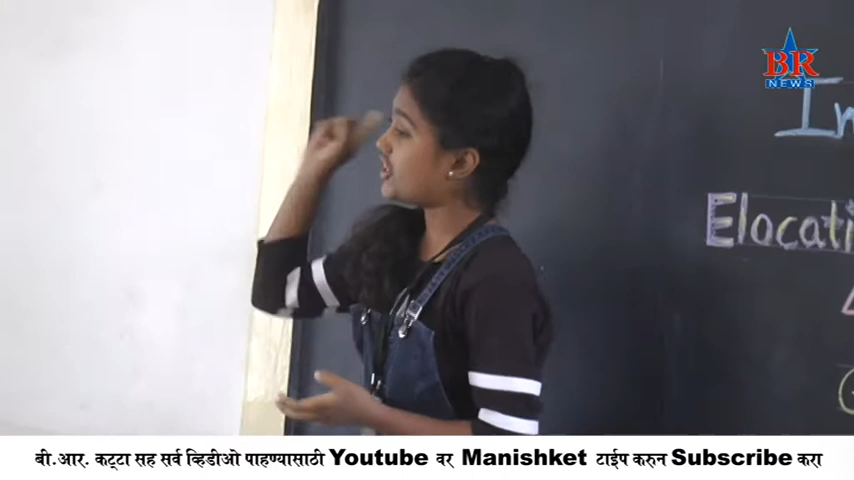 BR
NEWS
In
Elocati
बी.आर. कट्टा सह सर्व व्हिडीओ पाहण्यासाठी Youtube वर Manishket टाईप करुन Subscribe करा